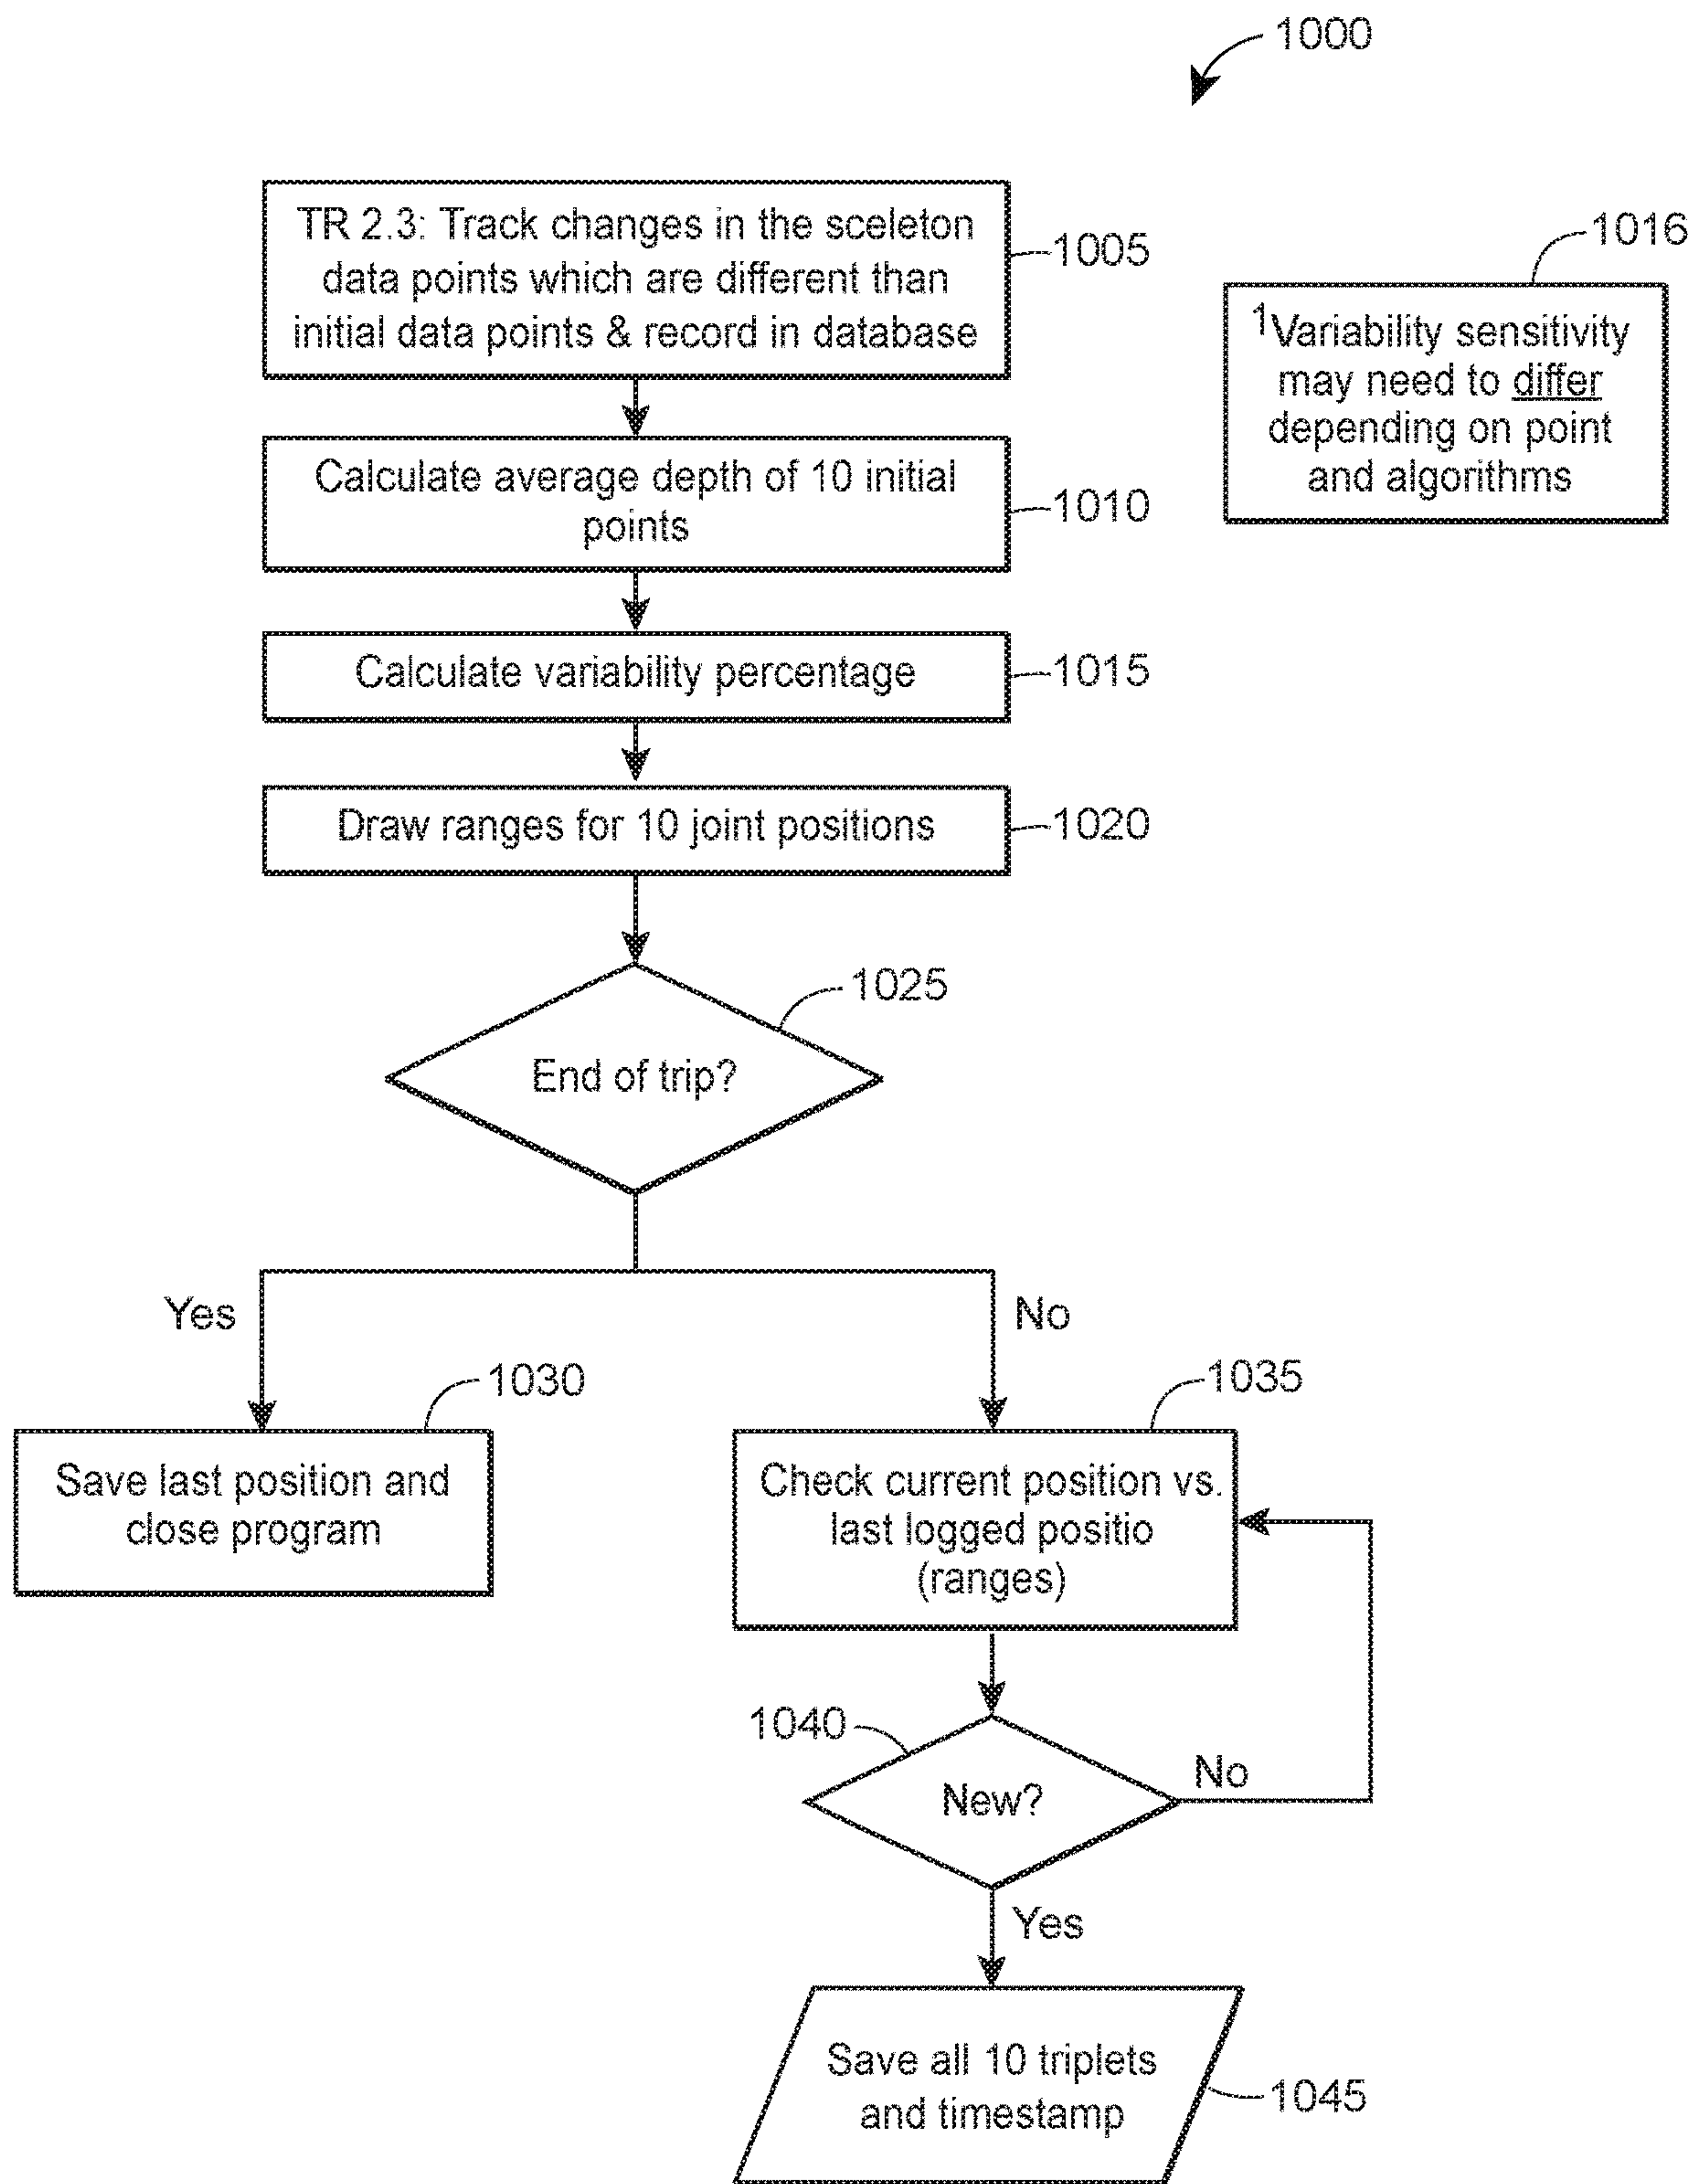 1000
TR 2.3: Track changes in the sceleton
data points which are different than
initial data points & record in database
1005
1016
1Variability sensitivity
may need to differ
depending on point
and algorithms
Calculate average depth of 10 initial
points
1010
Calculate variability percentage
1015
Draw ranges for 10 joint positions
1020
1025
End of trip?
Yes
No
1030
1035
Save last position and
close program
Check current position vs.
last logged positio
(ranges)
1040
New?
No
Yes
Save all 10 triplets
and timestamp
1045